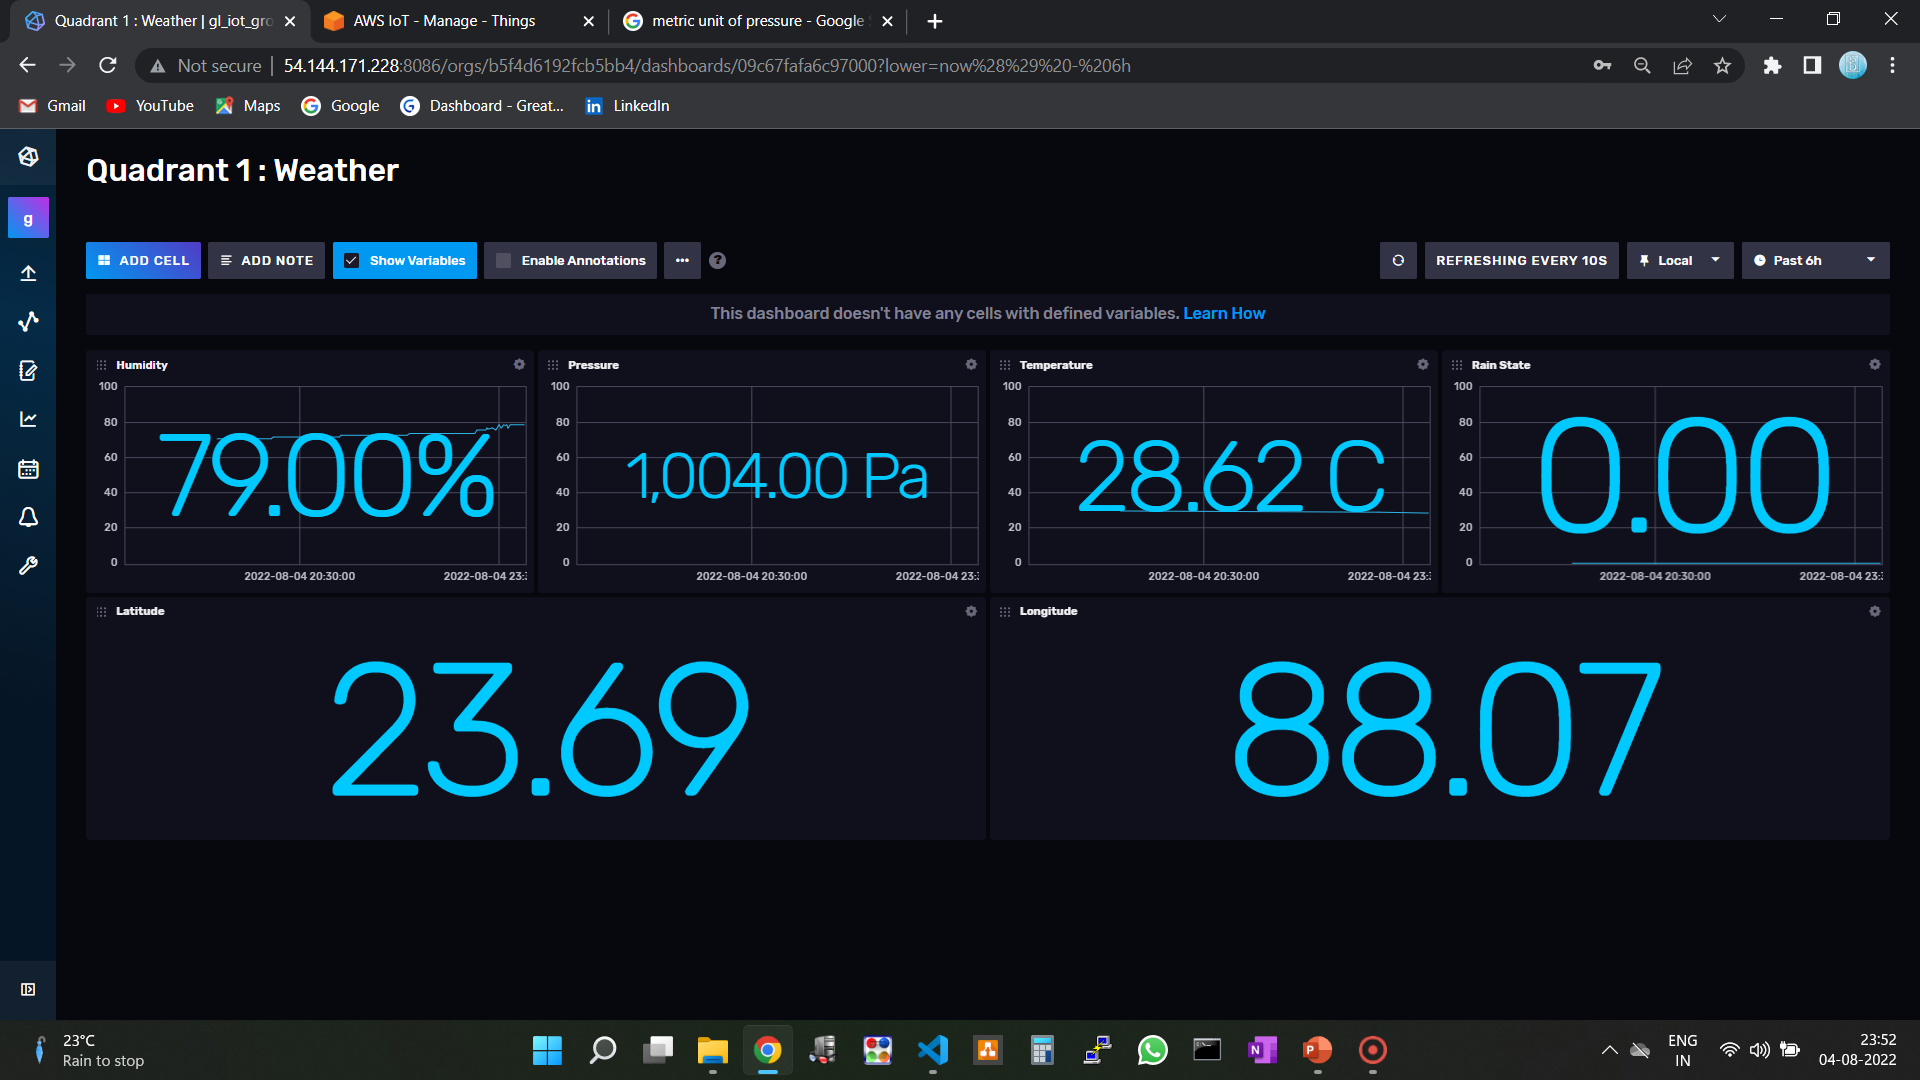 Quadrant 1 : Weather | gl_iot_gro
AWS IoT - Manage - Things
metric unit of pressure - Google
Not secure
54.144.171.228:8086/orgs/b5f4d6192fcb5bb4/dashboards/09c67fafa6c97000?lower=now%28%29%20-%206h
Gmail
YouTube
Maps
Google
Dashboard - Great...
LinkedIn
Quadrant 1 : Weather
g
ADD CELL
ADD NOTE
Show Variables
Enable Annotations
REFRESHING EVERY 10S
Local
Past 6h
This dashboard doesn't have any cells with defined variables. Learn How
Humidity
100
80
60
40
20
0
79.00%
2022-08-04 20:30:00
2022-08-04 23:
Pressure
100
80
60
40
20
0
1,004.00 Pa
2022-08-04 20:30:00
2022-08-04 23:
Temperature
100
80
60
40
20
0
28.62 C
2022-08-04 20:30:00
2022-08-04 23:
Rain State
100
80
60
40
20
0
0.00
2022-08-04 20:30:00
2022-08-04 23:
Latitude
23.69
Longitude
88.07
23°C
Rain to stop
ENG
IN
23:52
04-08-2022